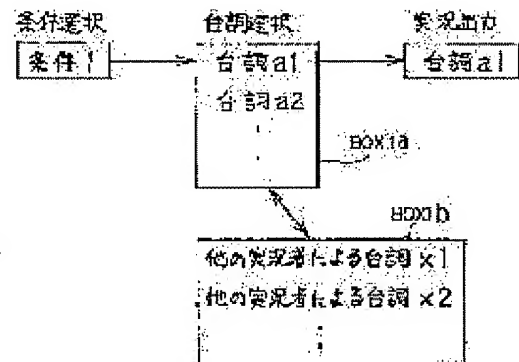 条件選択 台詞選択 実況出力
条件1 台詞a1 台詞a1
台詞a2
BOX1a
BOX1b
他の実況者による台詞x1
他の実況者による台詞x2